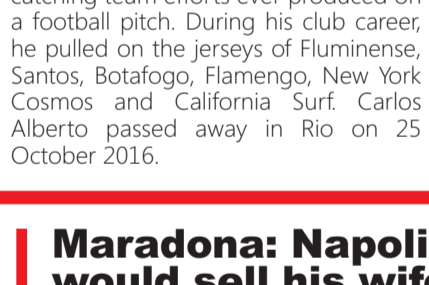 catching team efforts ever produced on
a football pitch. During his club career,
he pulled on the jerseys of Fluminense,
Santos, Botafogo, Flamengo, New York
Cosmos and California Surf. Carlos
Alberto passed away in Rio on 25
October 2016.
Maradona: Napoli
would sell his wife